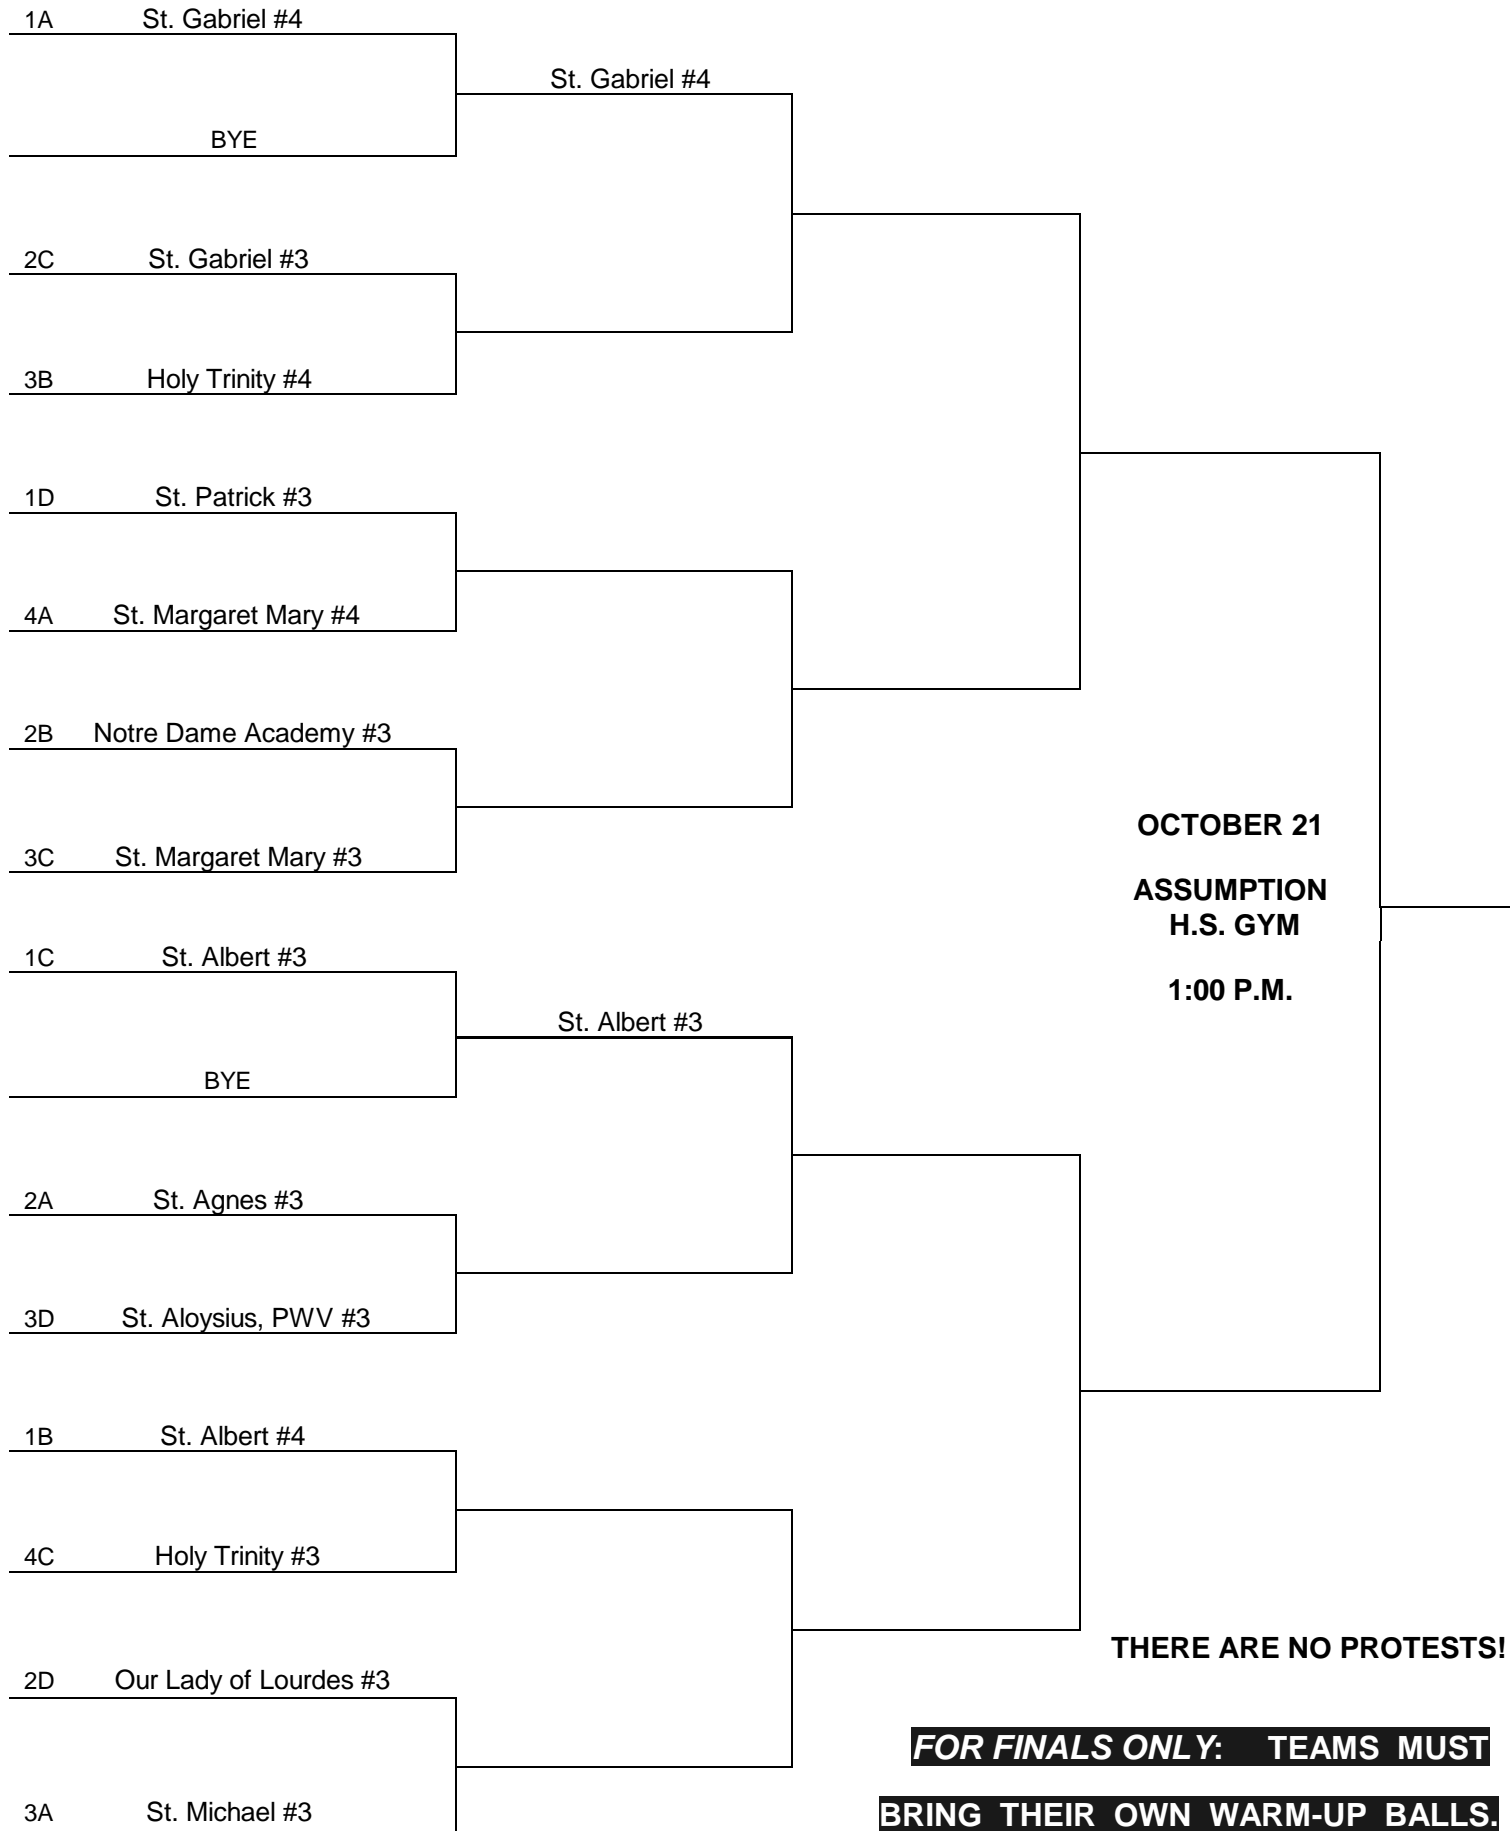 1A St. Gabriel #4
St. Gabriel #4
BYE
2C St. Gabriel #3
3B Holy Trinity #4
1D St. Patrick #3
4A St. Margaret Mary #4
2B Notre Dame Academy #3
OCTOBER 21
3C St. Margaret Mary #3
ASSUMPTION
H.S. GYM
1C St. Albert #3
1:00 P.M.
St. Albert #3
BYE
2A St. Agnes #3
3D St. Aloysius, PWV #3
1B St. Albert #4
4C Holy Trinity #3
THERE ARE NO PROTESTS!
2D Our Lady of Lourdes #3
FOR FINALS ONLY: TEAMS MUST
3A St. Michael #3
BRING THEIR OWN WARM-UP BALLS.